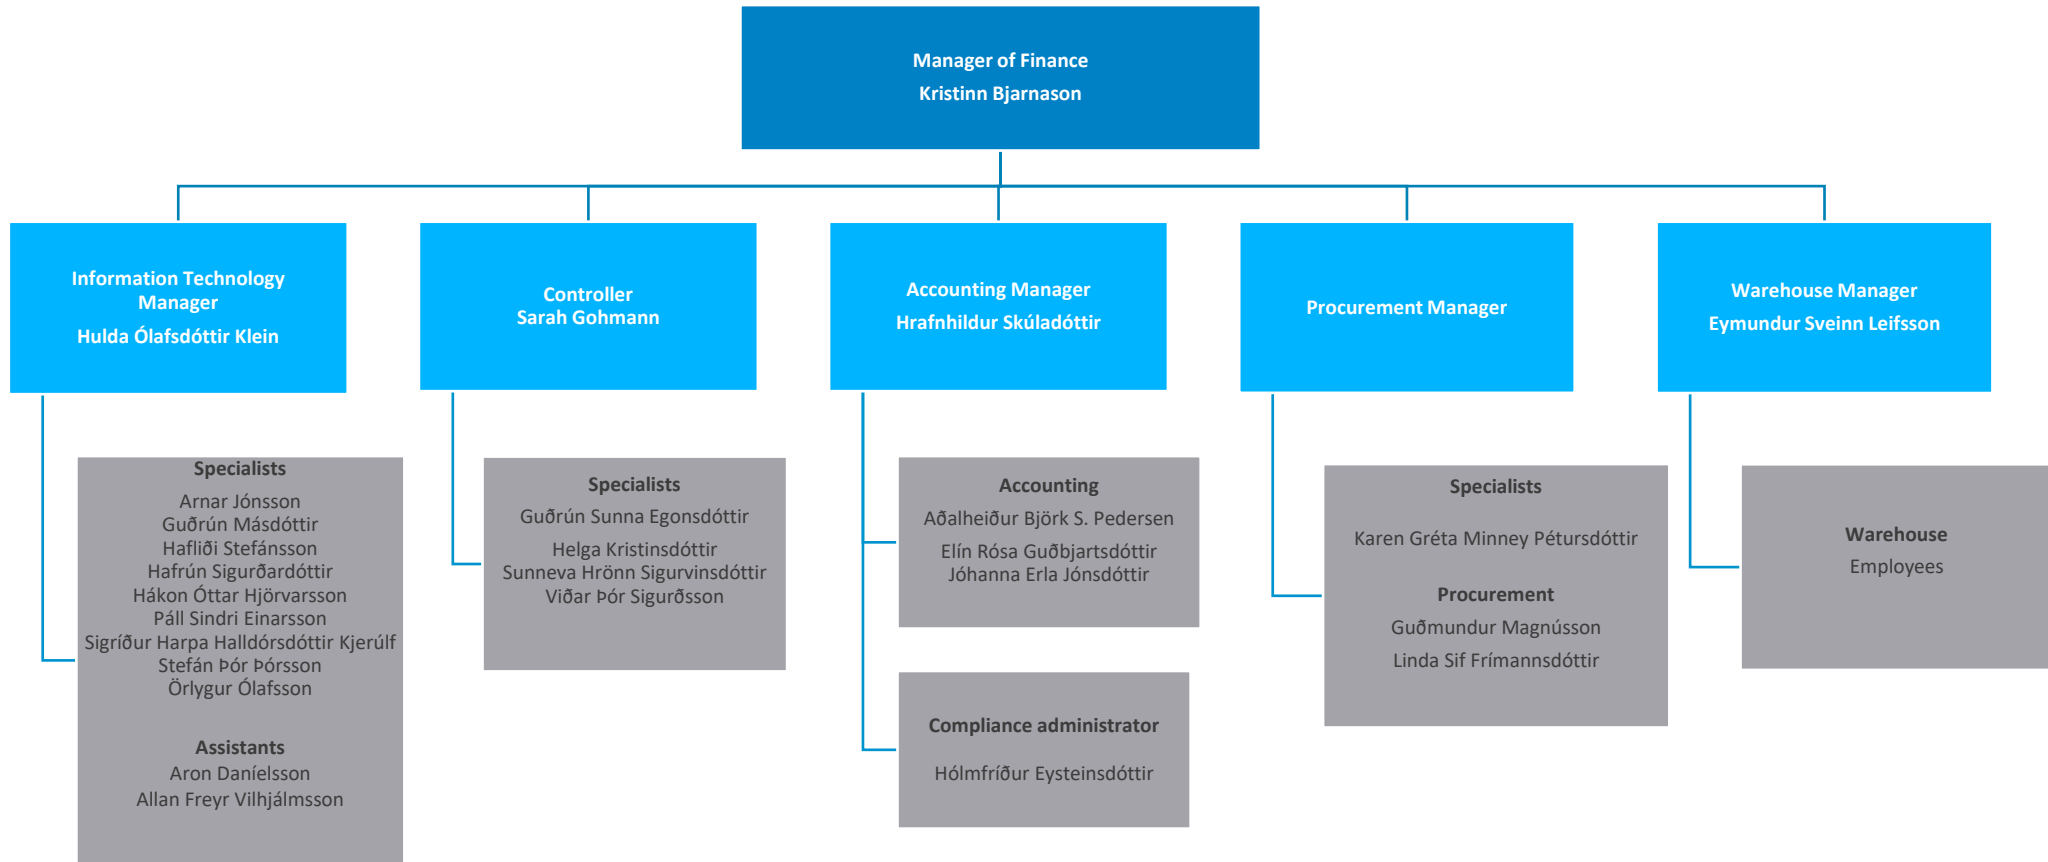 Manager of Finance
Kristinn Bjarnason
Information Technology
Manager
Hulda Ólafsdóttir Klein
Controller
Sarah Gohmann
Accounting Manager
Hrafnhildur Skúladóttir
Procurement Manager
Warehouse Manager
Eymundur Sveinn Leifsson
Specialists
Arnar Jónsson
Guðrún Másdóttir
Hafliði Stefánsson
Hafrún Sigurðardóttir
Hákon Óttar Hjörvarsson
Páll Sindri Einarsson
Sigríður Harpa Halldórsdóttir Kjerúlf
Stefán Þór Þórsson
Örlygur Ólafsson
Assistants
Aron Daníelsson
Allan Freyr Vilhjálmsson
Specialists
Guðrún Sunna Egonsdóttir
Helga Kristinsdóttir
Sunneva Hrönn Sigurvinsdóttir
Viðar Þór Sigurðsson
Accounting
Aðalheiður Björk S. Pedersen
Elín Rósa Guðbjartsdóttir
Jóhanna Erla Jónsdóttir
Compliance administrator
Hólmfríður Eysteinsdóttir
Specialists
Karen Gréta Minney Pétursdóttir
Procurement
Guðmundur Magnússon
Linda Sif Frímannsdóttir
Warehouse
Employees